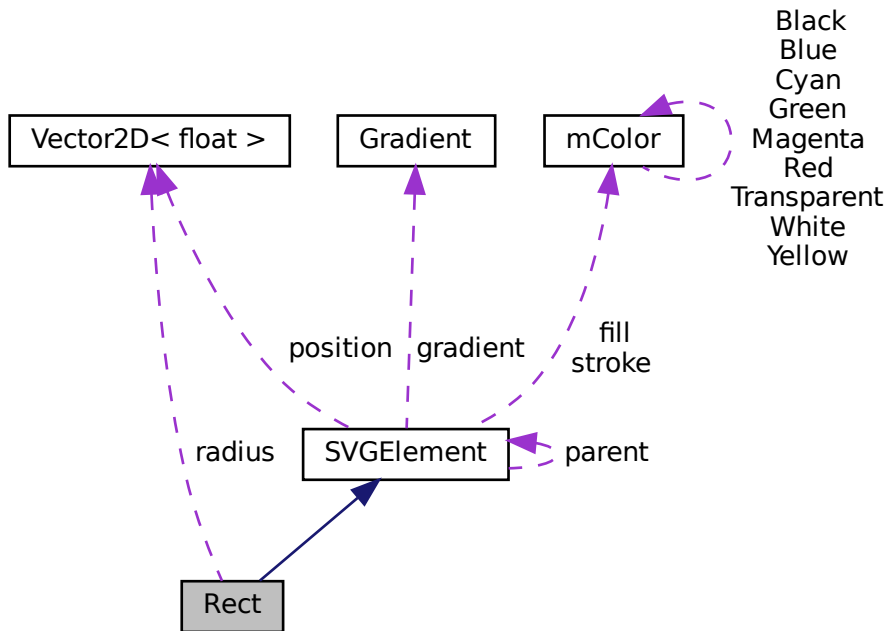 Black
Blue
Cyan
Green
Magenta
Red
Transparent
White
Yellow
Vector2D< float >
Gradient
mColor
position
gradient
fill
stroke
radius
SVGElement
parent
Rect